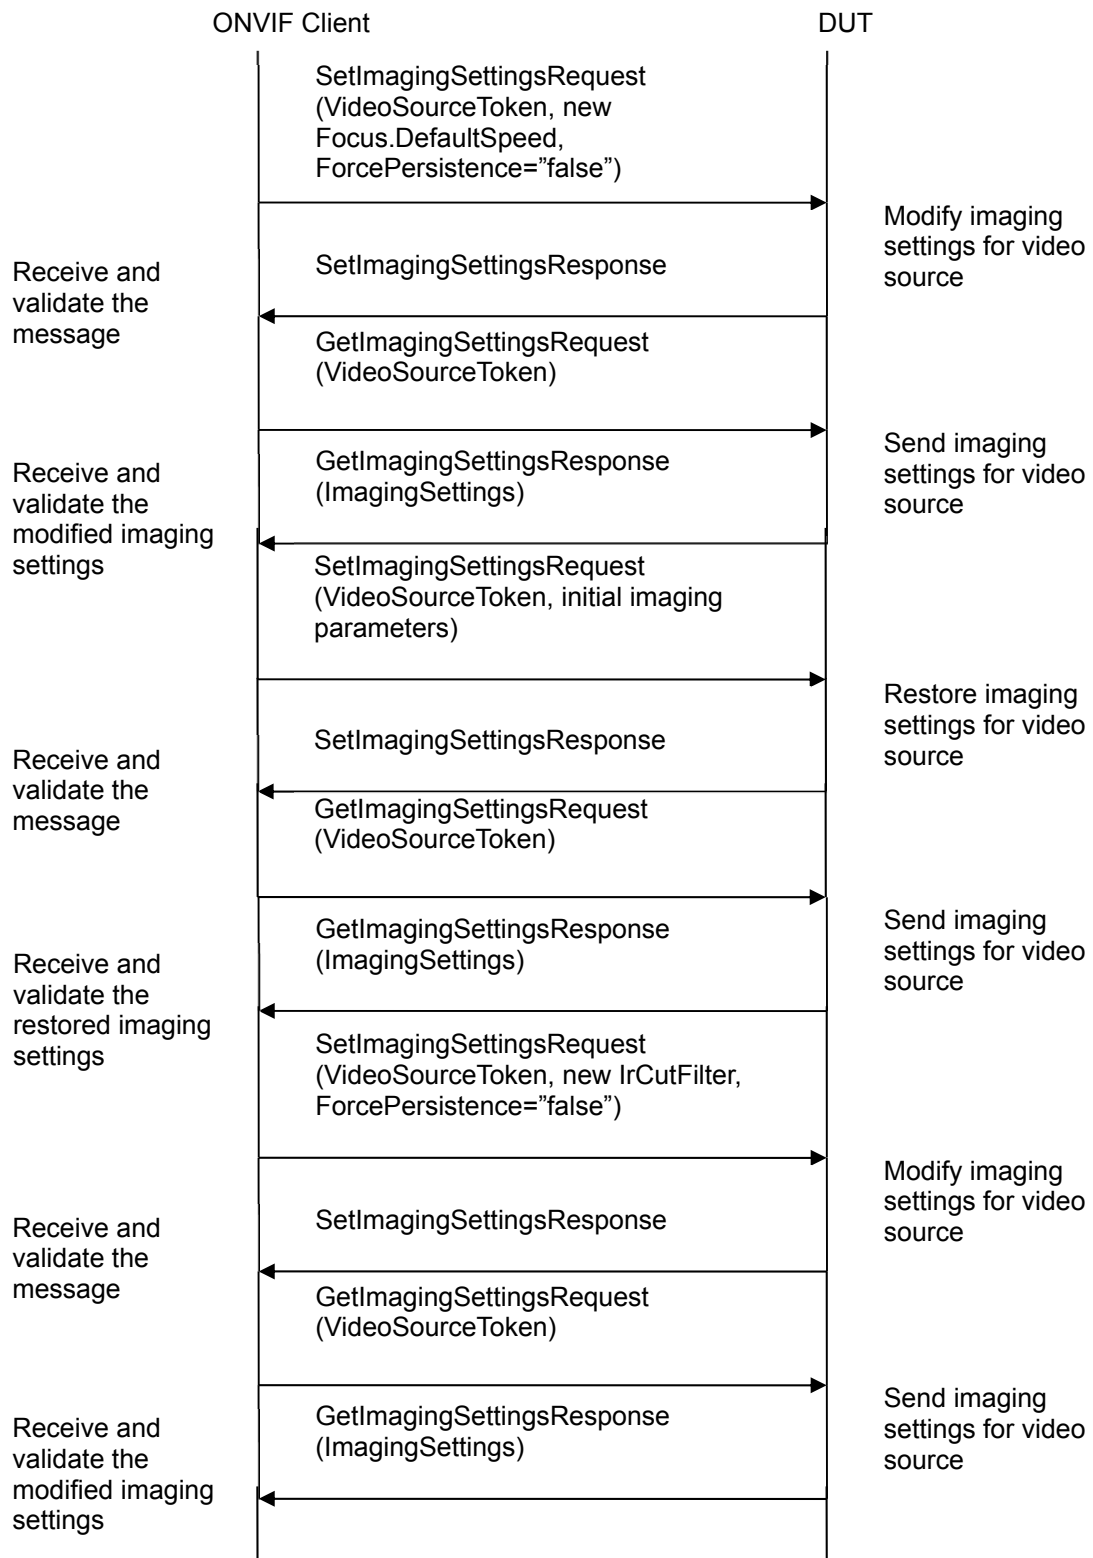 ONVIF Client
DUT
SetImagingSettingsRequest
(VideoSourceToken, new
Focus.DefaultSpeed,
ForcePersistence=”false”)
Modify imaging
settings for video
source
SetImagingSettingsResponse
Receive and
validate the
message
GetImagingSettingsRequest
(VideoSourceToken)
Send imaging
settings for video
source
GetImagingSettingsResponse
(ImagingSettings)
Receive and
validate the
modified imaging
settings
SetImagingSettingsRequest
(VideoSourceToken, initial imaging
parameters)
Restore imaging
settings for video
source
SetImagingSettingsResponse
Receive and
validate the
message
GetImagingSettingsRequest
(VideoSourceToken)
Send imaging
settings for video
source
GetImagingSettingsResponse
(ImagingSettings)
Receive and
validate the
restored imaging
settings
SetImagingSettingsRequest
(VideoSourceToken, new IrCutFilter,
ForcePersistence=”false”)
Modify imaging
settings for video
source
SetImagingSettingsResponse
Receive and
validate the
message
GetImagingSettingsRequest
(VideoSourceToken)
Send imaging
settings for video
source
GetImagingSettingsResponse
(ImagingSettings)
Receive and
validate the
modified imaging
settings